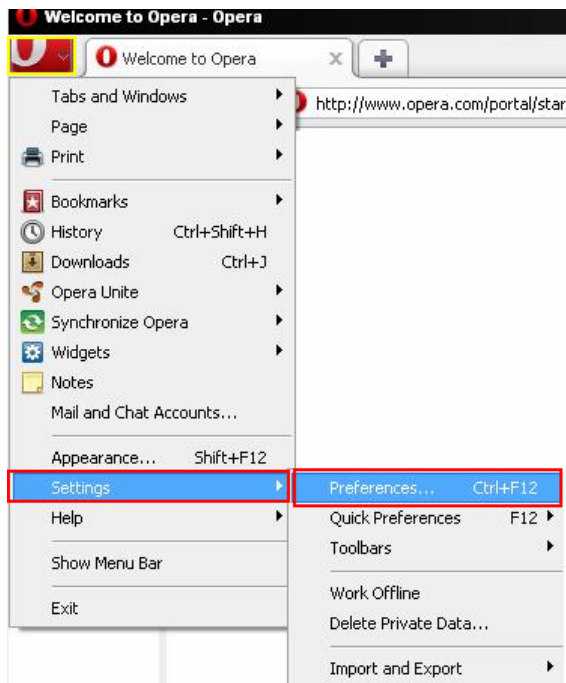 Welcome to Opera - Opera
Welcome to Opera
http://www.opera.com/portal/star
Tabs and Windows
Page
Print
Bookmarks
History Ctrl+Shift+H
Downloads Ctrl+J
Opera Unite
Synchronize Opera
Widgets
Notes
Mail and Chat Accounts...
Appearance... Shift+F12
Settings
Help
Show Menu Bar
Exit
Preferences... Ctrl+F12
Quick Preferences F12
Toolbars
Work Offline
Delete Private Data...
Import and Export